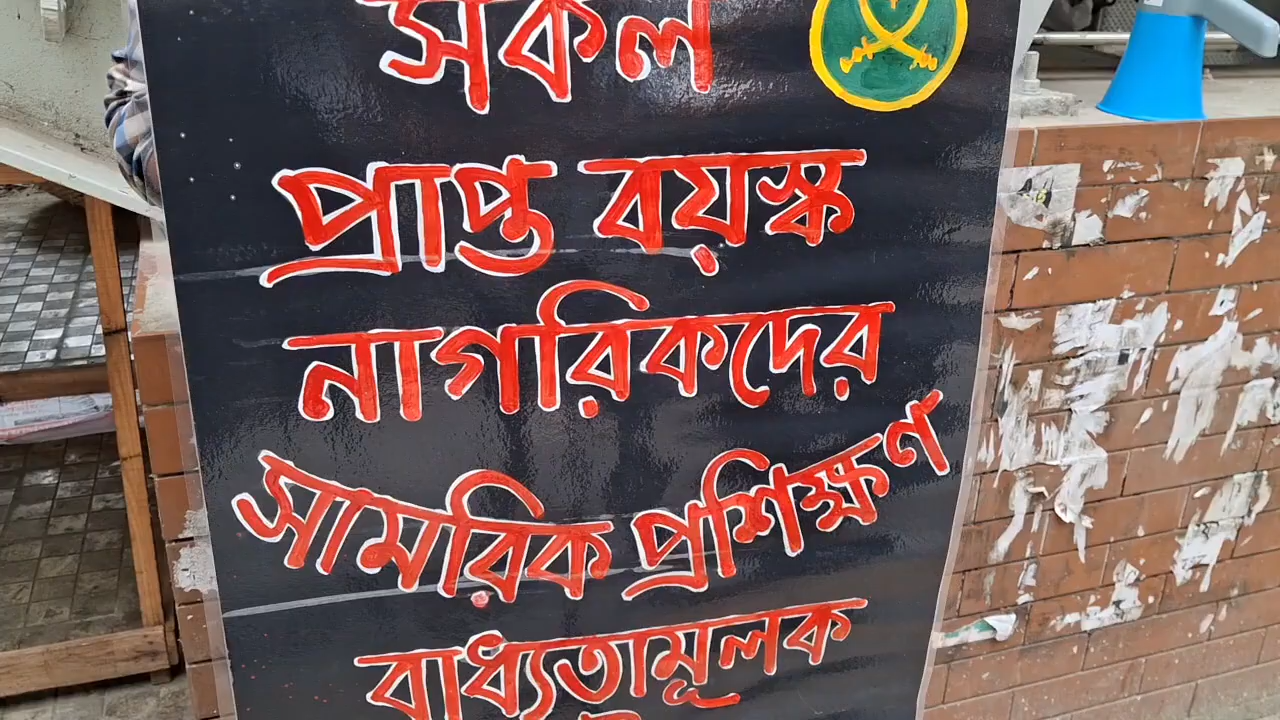 সকল
প্রাপ্ত বয়স্ক
নাগরিকদের
সামরিক প্রশিক্ষণ
বাধ্যতামূলক